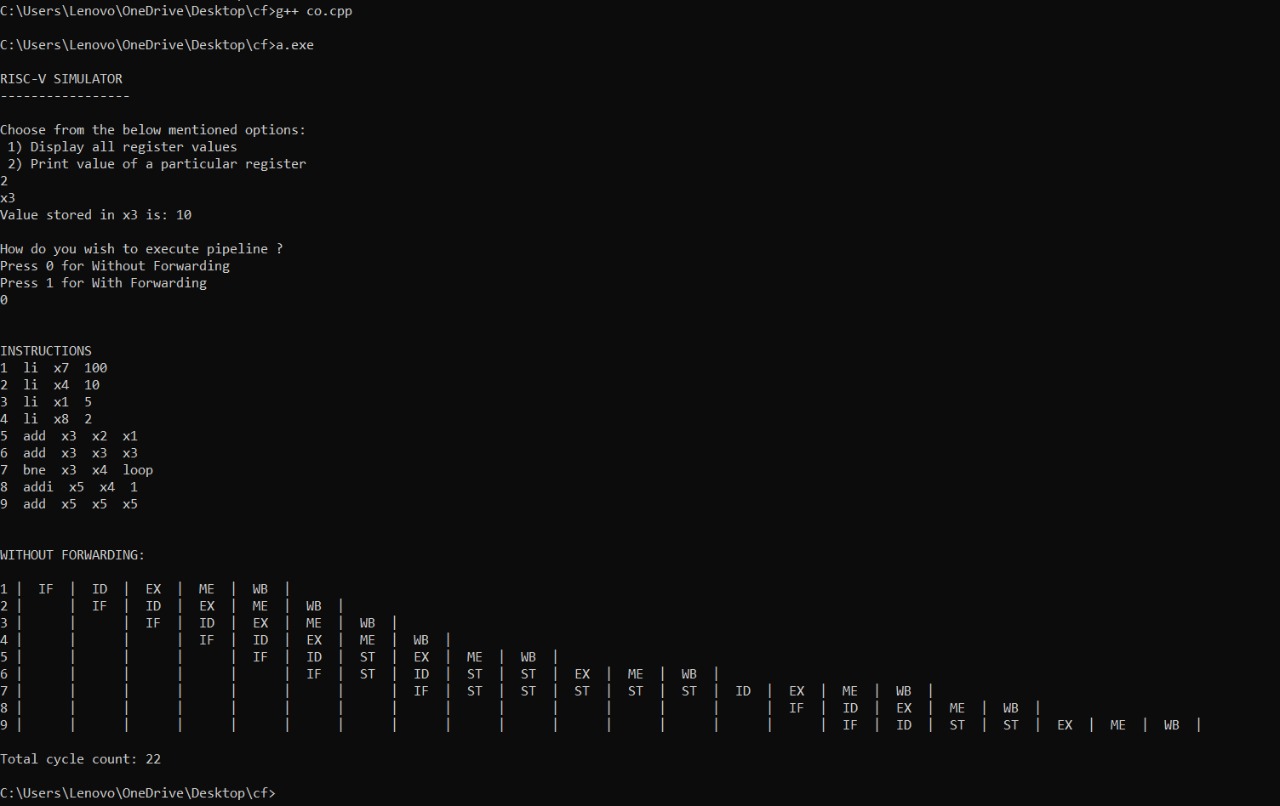 C:\Users\Lenovo\OneDrive\Desktop\cf>g++ co.cpp
C:\Users\Lenovo\OneDrive\Desktop\cf>a.exe
RISC-V SIMULATOR
-----------------
Choose from the below mentioned options:
 1) Display all register values
 2) Print value of a particular register
2
x3
Value stored in x3 is: 10
How do you wish to execute pipeline ?
Press 0 for Without Forwarding
Press 1 for With Forwarding
0
INSTRUCTIONS
1  li  x7  100
2  li  x4  10
3  li  x1  5
4  li  x8  2
5  add  x3  x2  x1
6  add  x3  x3  x3
7  bne  x3  x4  loop
8  addi  x5  x4  1
9  add  x5  x5  x5
WITHOUT FORWARDING:
1 |  IF  |  ID  |  EX  |  ME  |  WB  |
2 |      |  IF  |  ID  |  EX  |  ME  |  WB  |
3 |      |      |  IF  |  ID  |  EX  |  ME  |  WB  |
4 |      |      |      |  IF  |  ID  |  EX  |  ME  |  WB  |
5 |      |      |      |      |  IF  |  ID  |  ST  |  EX  |  ME  |  WB  |
6 |      |      |      |      |      |  IF  |  ST  |  ID  |  ST  |  ST  |  EX  |  ME  |  WB  |
7 |      |      |      |      |      |      |      |  IF  |  ST  |  ST  |  ST  |  ST  |  ST  |  ID  |  EX  |  ME  |  WB  |
8 |      |      |      |      |      |      |      |      |      |      |      |      |      |      |  IF  |  ID  |  EX  |  ME  |  WB  |
9 |      |      |      |      |      |      |      |      |      |      |      |      |      |      |      |  IF  |  ID  |  ST  |  ST  |  EX  |  ME  |  WB  |
Total cycle count: 22
C:\Users\Lenovo\OneDrive\Desktop\cf>